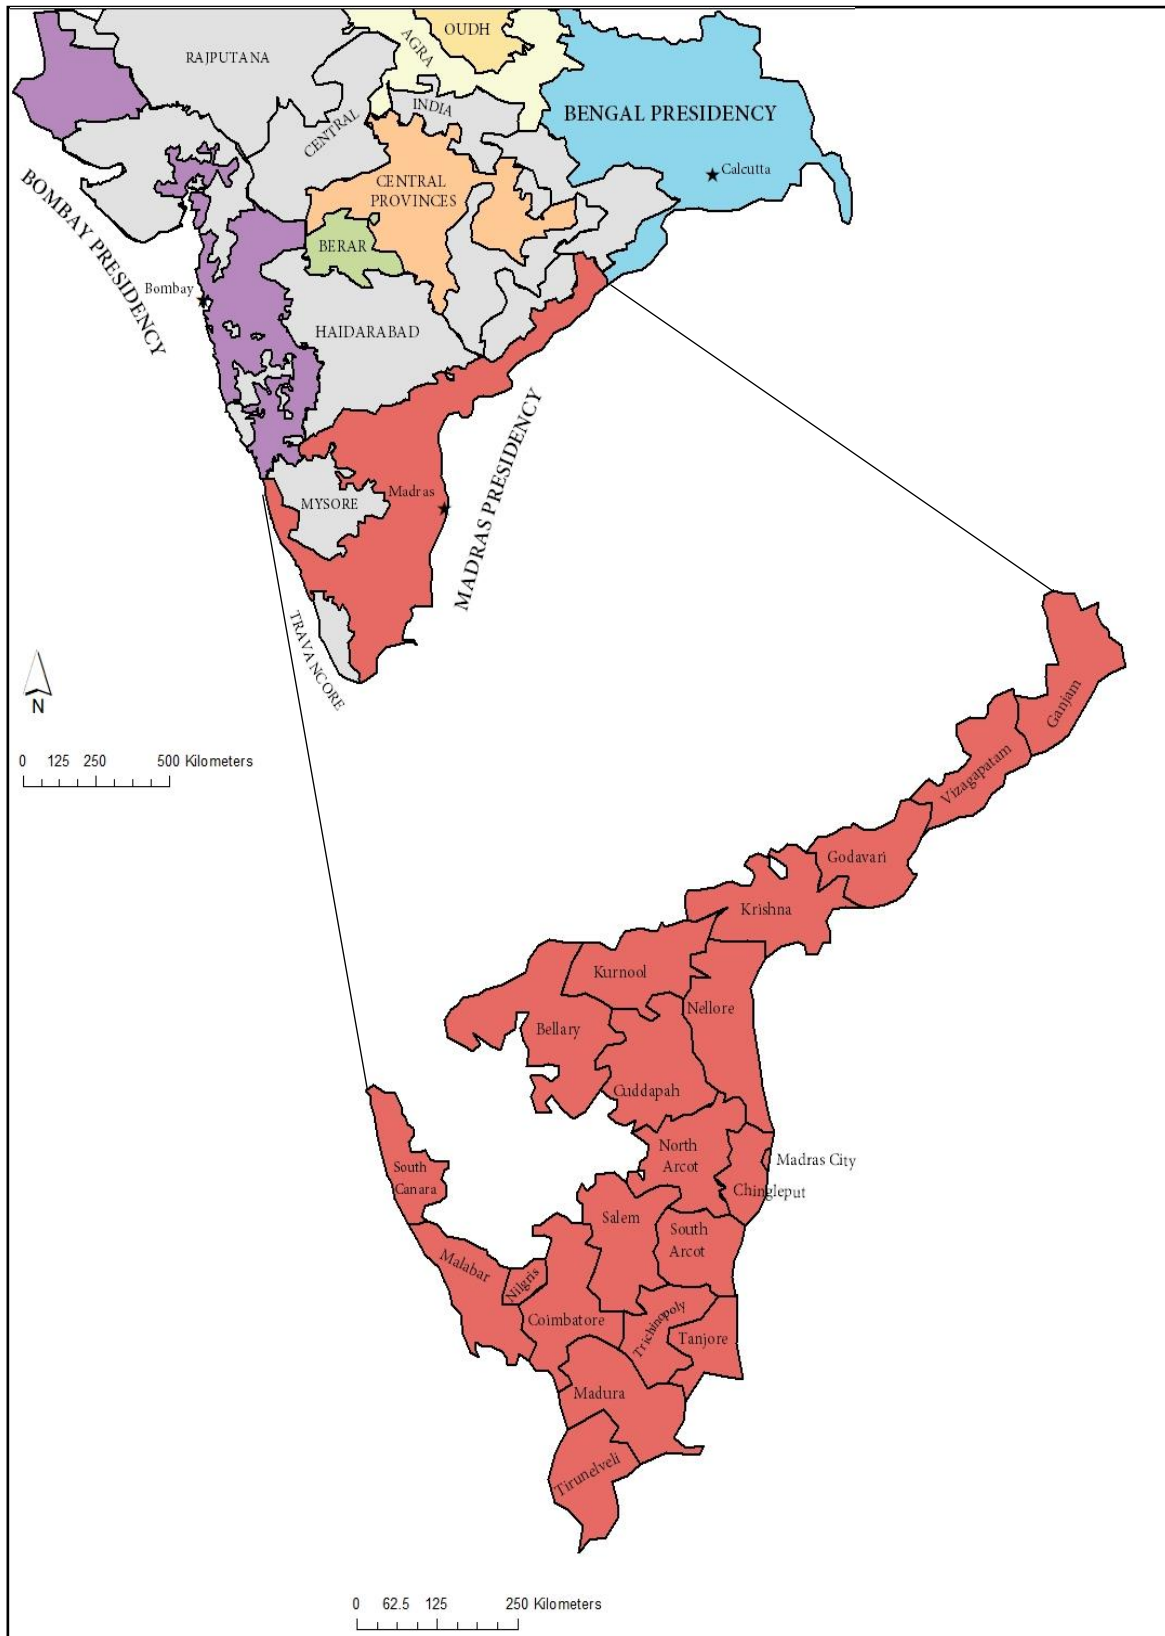 OUDH
AGRA
RAJPUTANA
INDIA
BENGAL PRESIDENCY
CENTRAL
Calcutta
CENTRAL
PROVINCES
BOMBAY PRESIDENCY
BERAR
Bombay
HAIDARABAD
MADRAS PRESIDENCY
Madras
MYSORE
TRAVANCORE
N
0 125 250 500 Kilometers
Ganjam
Vizagapatam
Godavari
Krishna
Kurnool
Nellore
Bellary
Cuddapah
North
Arcot
Madras City
South
Canara
Chingleput
Salem
South
Arcot
Malabar
Nilgris
Coimbatore
Trichinopoly
Tanjore
Madura
Tirunelveli
0 62.5 125 250 Kilometers